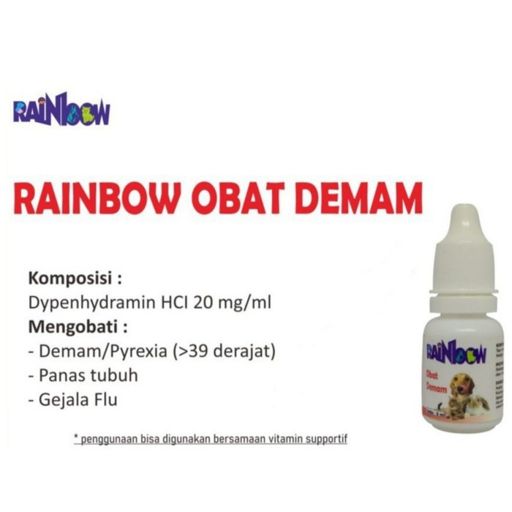 RAINBOW
RAINBOW OBAT DEMAM
Komposisi :
Dypenhydramin HCI 20 mg/ml
Mengobati :
- Demam/Pyrexia (>39 derajat)
- Panas tubuh
- Gejala Flu
* penggunaan bisa digunakan bersamaan vitamin supportif
RAINBOW
Obat
Demam